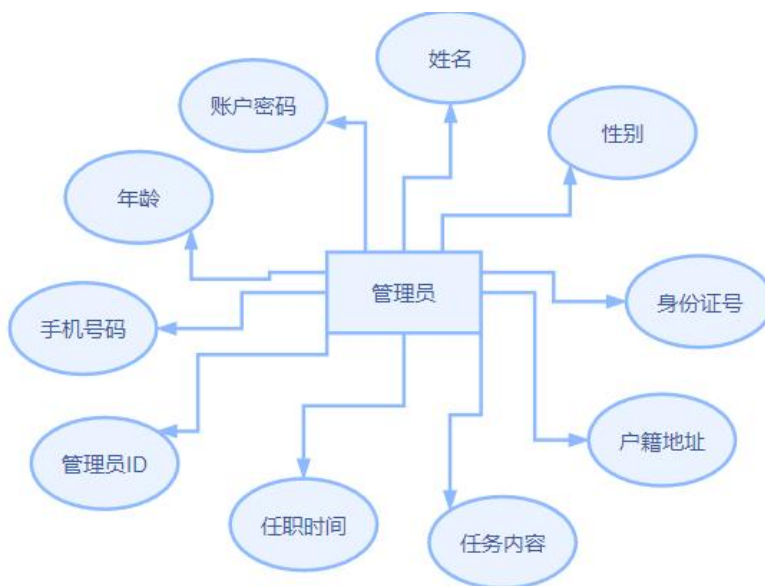 姓名
账户密码
性别
年龄
管理员
身份证号
手机号码
户籍地址
管理员ID
任职时间
任务内容